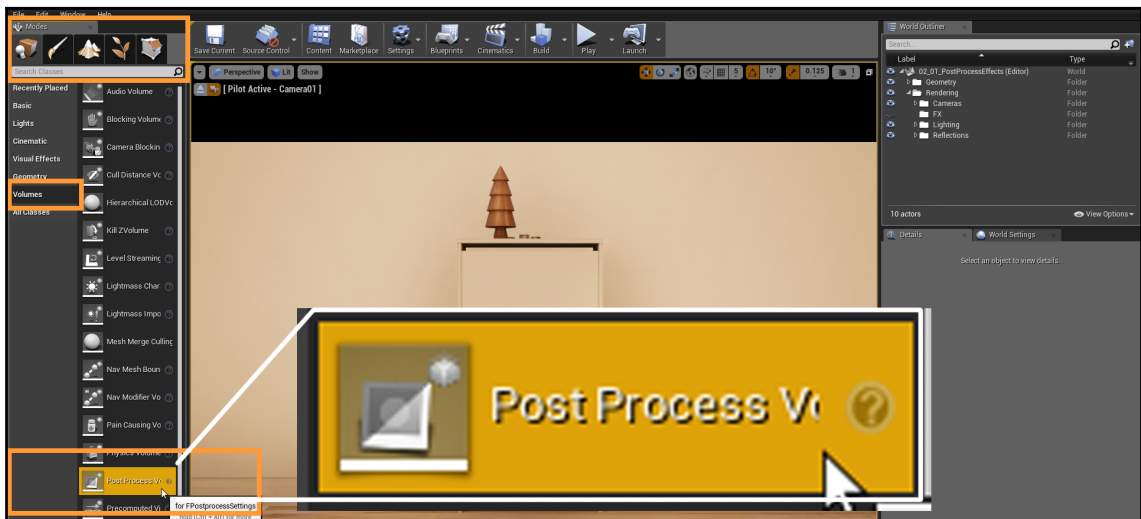 File Edit Window Help
Modes
Search Classes
Recently Placed
Basic
Lights
Cinematic
Visual Effects
Geometry
Volumes
All Classes
Audio Volume
Blocking Volume
Camera Blockin
Cull Distance Vo
Hierarchical LODVo
Kill ZVolume
Level Streaming
Lightmass Char
Lightmass Impo
Mesh Merge Culling
Nav Mesh Boun
Nav Modifier Vo
Pain Causing Vo
Physics Volume
Post Process Vo
Precomputed Vi
for FPostprocessSettings
hold (Ctrl + Alt) for more
Save Current Source Control Content Marketplace Settings Blueprints Cinematics Build Play Launch
Perspective Lit Show
5 10° 0.125 1
[ Pilot Active - Camera01 ]
Post Process Vo
World Outliner
Search...
Label Type
02_01_PostProcessEffects (Editor) World
Geometry Folder
Rendering Folder
Cameras Folder
FX Folder
Lighting Folder
Reflections Folder
10 actors View Options
Details World Settings
Select an object to view details.